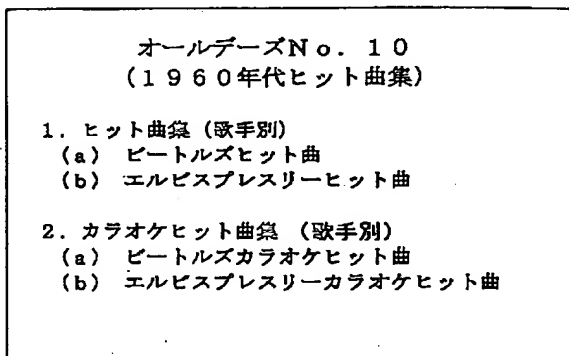 オールデーズNo. 10
(1960年代ヒット曲集)
1. ヒット曲集 (歌手別)
(a) ビートルズヒット曲
(b) エルビスプレスリーヒット曲
2. カラオケヒット曲集 (歌手別)
(a) ビートルズカラオケヒット曲
(b) エルビスプレスリーカラオケヒット曲